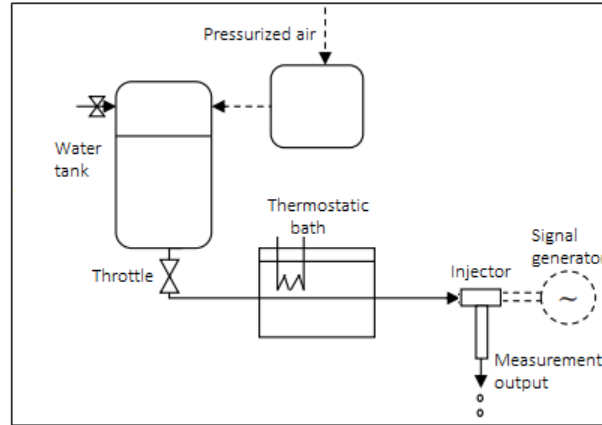 Pressurized air
Water
tank
Thermostatic
bath
Throttle
Signal
generator
Injector
~
Measurement
output